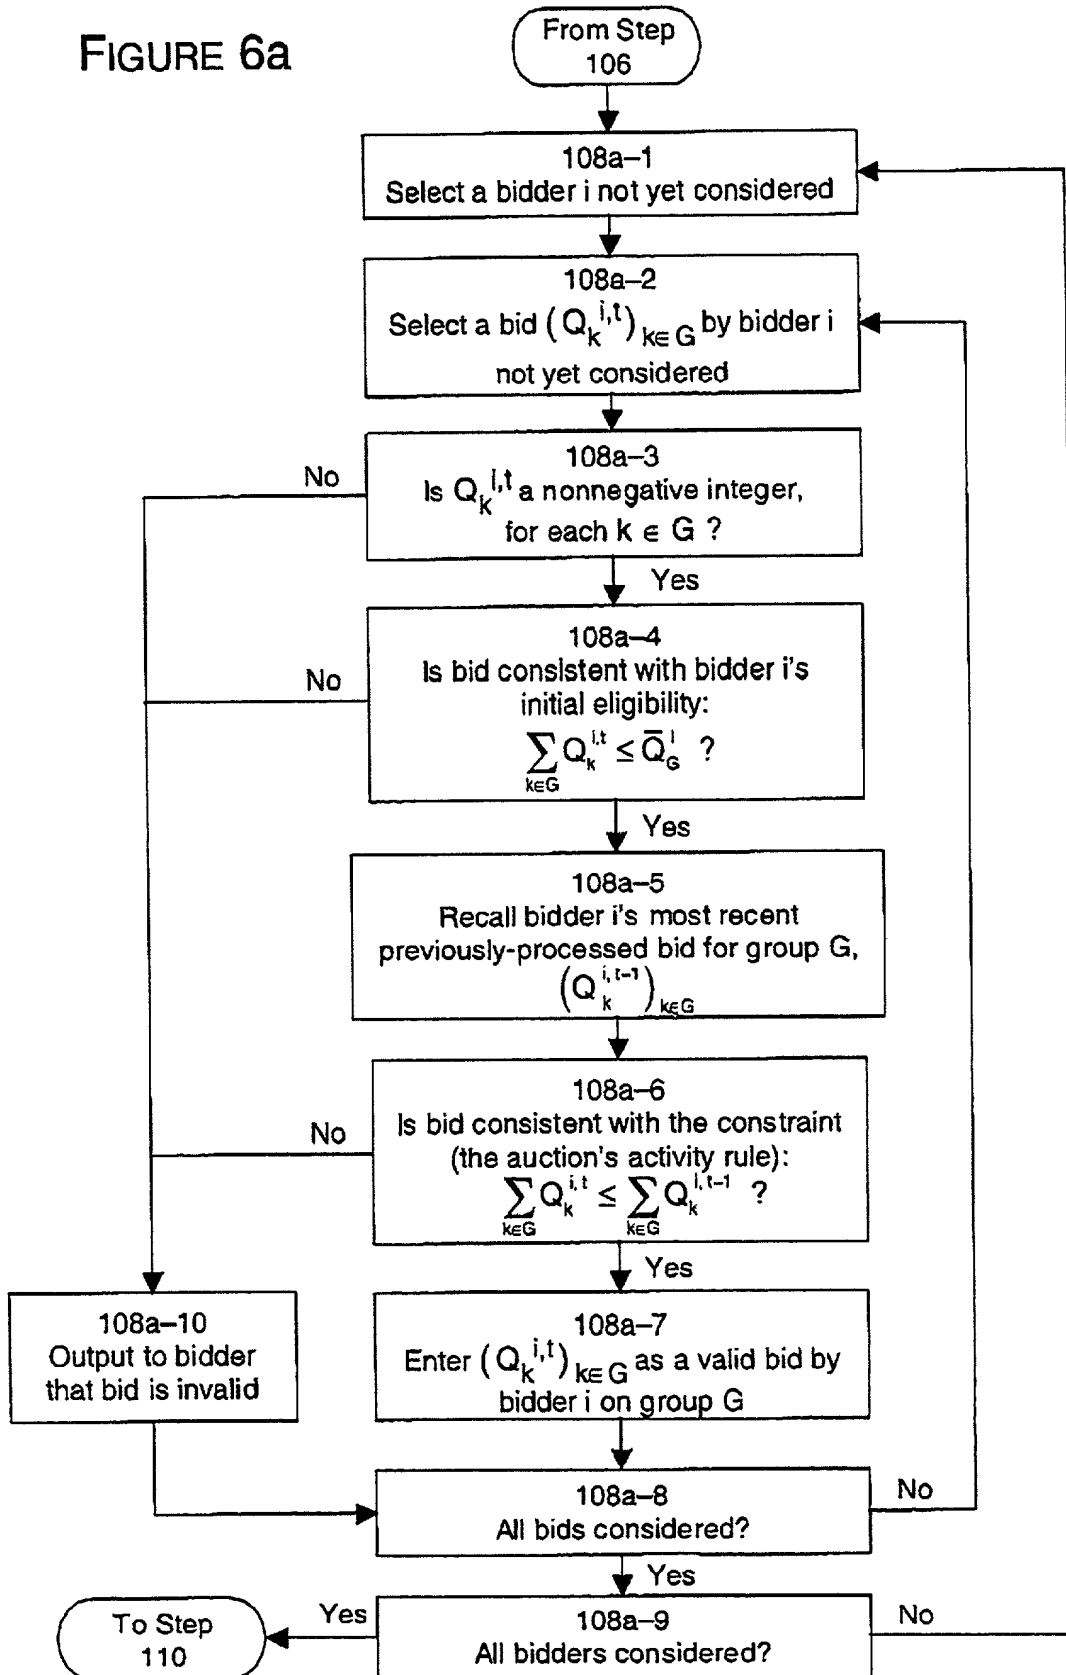 FIGURE 6a
From Step
106
108a–1
Select a bidder i not yet considered
108a–2
Select a bid (Q_k^{i,t})_{k∈G} by bidder i
not yet considered
108a–3
Is Q_k^{i,t} a nonnegative integer,
for each k ∈ G ?
No
Yes
108a–4
Is bid consistent with bidder i's
initial eligibility:
∑_{k∈G} Q_k^{i,t} ≤ Q̄_G^i ?
No
Yes
108a–5
Recall bidder i's most recent
previously-processed bid for group G,
(Q_k^{i,t–1})_{k∈G}
108a–6
Is bid consistent with the constraint
(the auction's activity rule):
∑_{k∈G} Q_k^{i,t} ≤ ∑_{k∈G} Q_k^{i,t–1} ?
No
Yes
108a–10
Output to bidder
that bid is invalid
108a–7
Enter (Q_k^{i,t})_{k∈G} as a valid bid by
bidder i on group G
108a–8
All bids considered?
No
Yes
108a–9
All bidders considered?
No
Yes
To Step
110